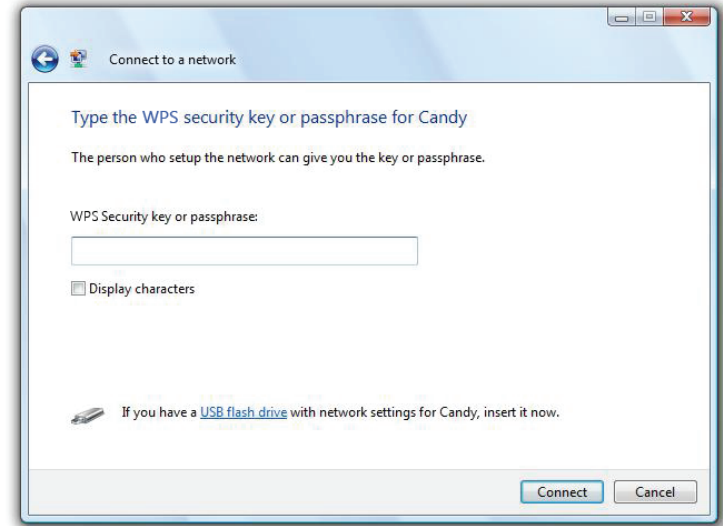 Connect to a network
Type the WPS security key or passphrase for Candy
The person who setup the network can give you the key or passphrase.
WPS Security key or passphrase:
Display characters
If you have a USB flash drive with network settings for Candy, insert it now.
Connect Cancel